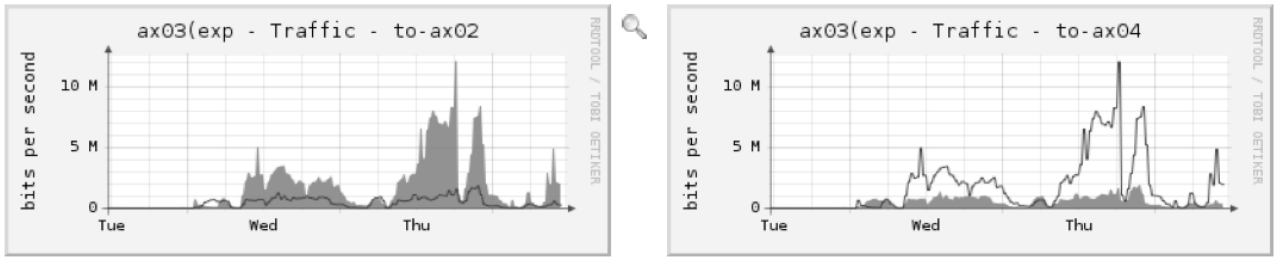 ax03(exp - Traffic - to-ax02
bits per second
10 M
5 M
0
Tue Wed Thu
RRDTOOL / TOBI OETIKER
ax03(exp - Traffic - to-ax04
bits per second
10 M
5 M
0
Tue Wed Thu
RRDTOOL / TOBI OETIKER